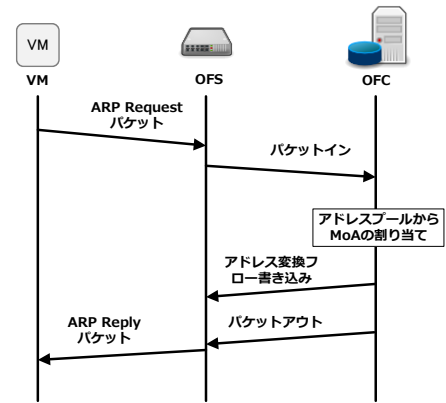 VM
VM
OFS
OFC
ARP Request
パケット
パケットイン
アドレスプールから
MoAの割り当て
アドレス変換フ
ロー書き込み
パケットアウト
ARP Reply
パケット